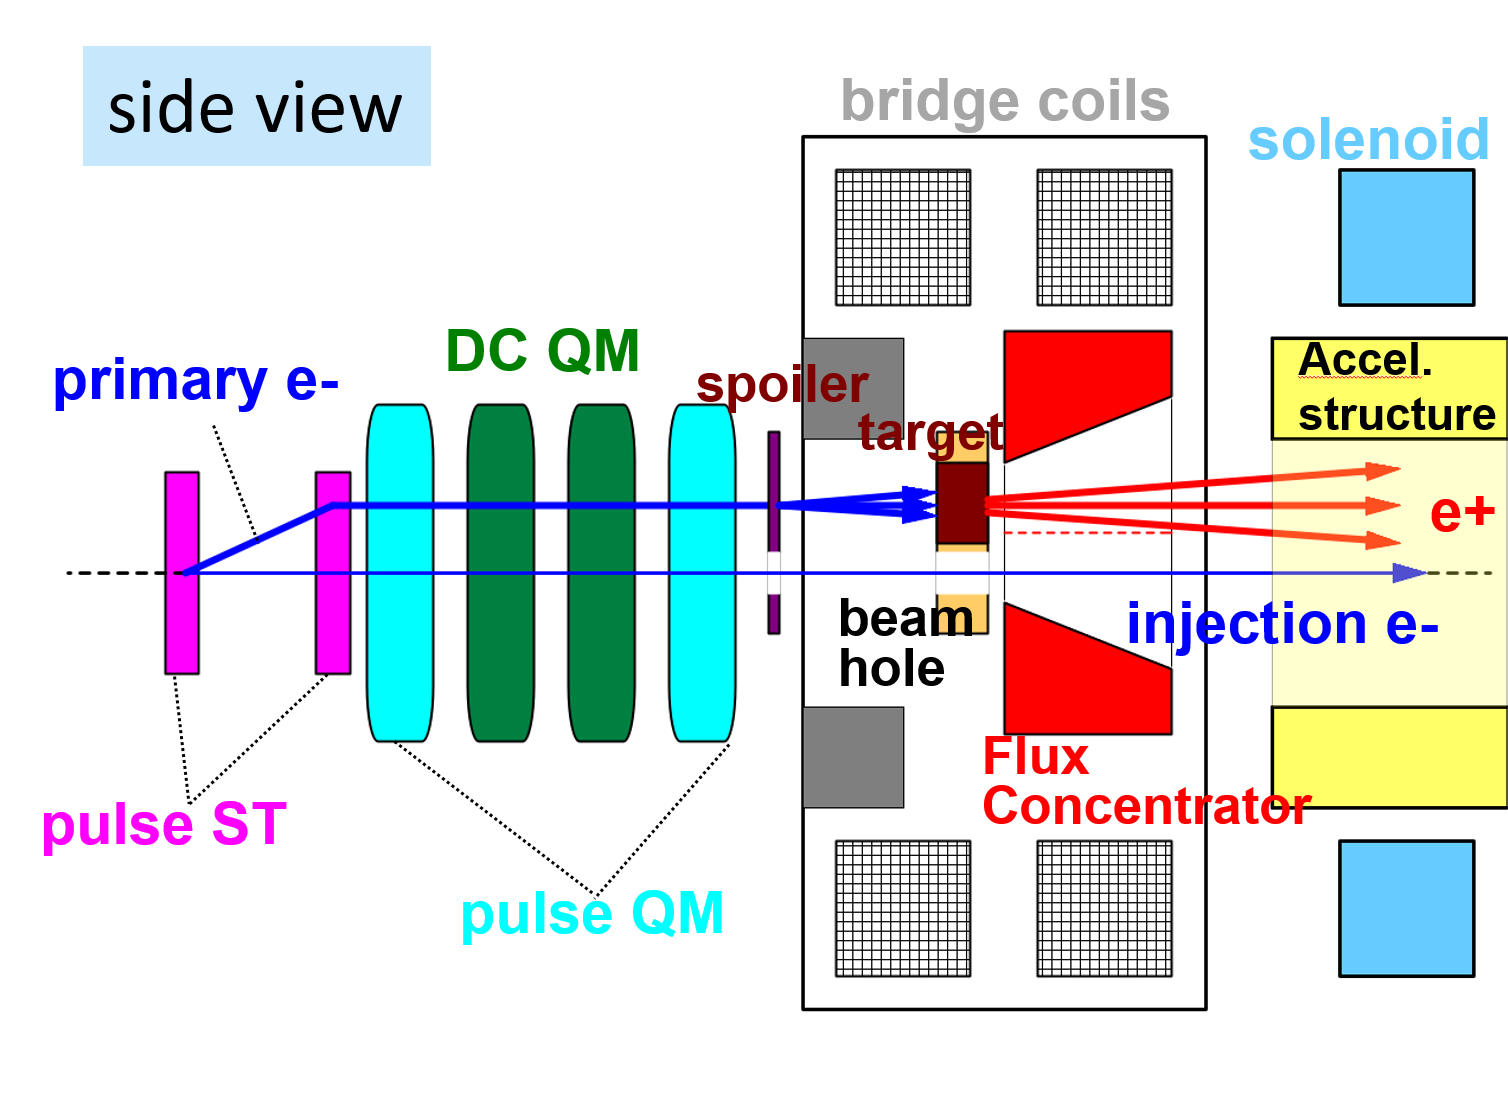 side view
bridge coils
solenoid
DC QM
primary e-
spoiler
target
Accel.
structure
e+
beam
hole
injection e-
Flux
Concentrator
pulse ST
pulse QM